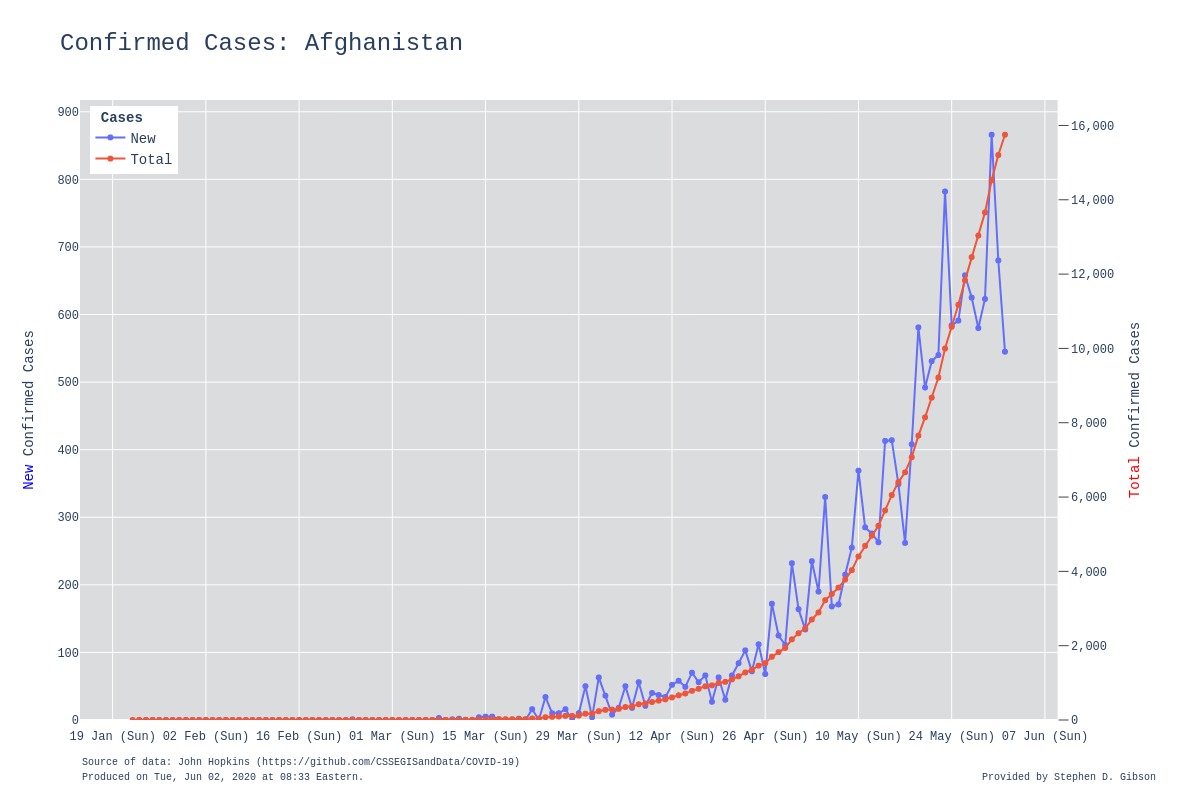 Confirmed Cases: Afghanistan
Cases
New
Total
900
800
700
600
500
400
300
200
100
0
16,000
14,000
12,000
10,000
8,000
6,000
4,000
2,000
0
New Confirmed Cases
Total Confirmed Cases
19 Jan (Sun) 02 Feb (Sun) 16 Feb (Sun) 01 Mar (Sun) 15 Mar (Sun) 29 Mar (Sun) 12 Apr (Sun) 26 Apr (Sun) 10 May (Sun) 24 May (Sun) 07 Jun (Sun)
Source of data: John Hopkins (https://github.com/CSSEGISandData/COVID-19)
Produced on Tue, Jun 02, 2020 at 08:33 Eastern.
Provided by Stephen D. Gibson